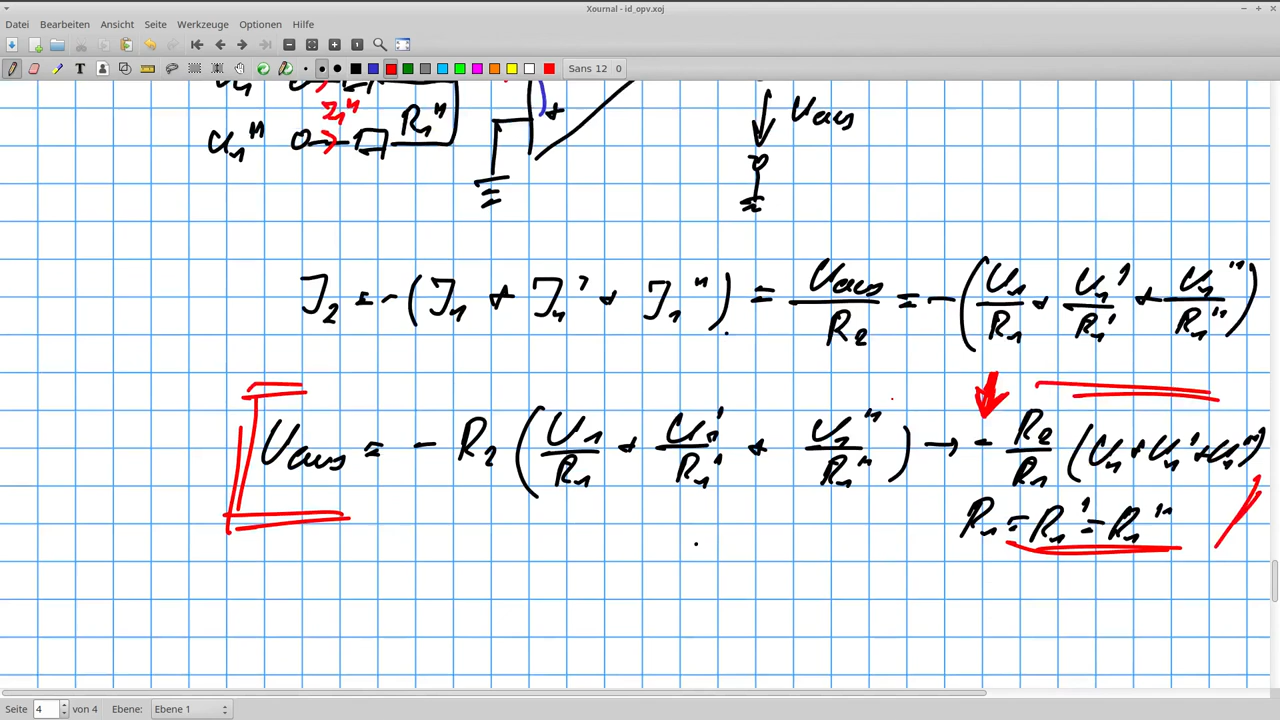 Xournal - id_opv.xoj
Datei Bearbeiten Ansicht Seite Werkzeuge Optionen Hilfe
Sans 12 0
I₁''
U₁'' R₁'' + Uaus
I₂ = -(I₁ + I₁' + I₁'') = Uaus/R₂ = -(U₁/R₁ + U₁'/R₁' + U₁''/R₁'')
Uaus = - R₂ (U₁/R₁ + U₁'/R₁' + U₁''/R₁'') → - R₂/R₁ (U₁+U₁'+U₁'')
R₁ = R₁' = R₁''
Seite 4 von 4 Ebene: Ebene 1